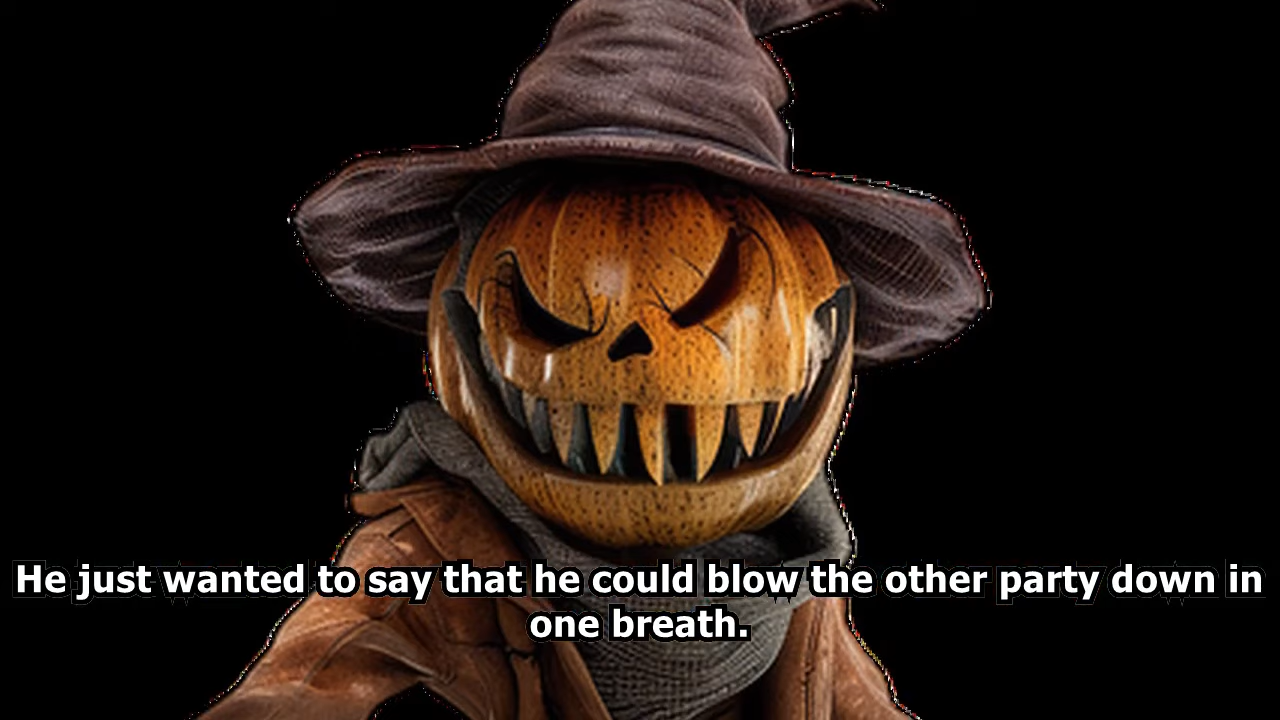 He just wanted to say that he could blow the other party down in
one breath.